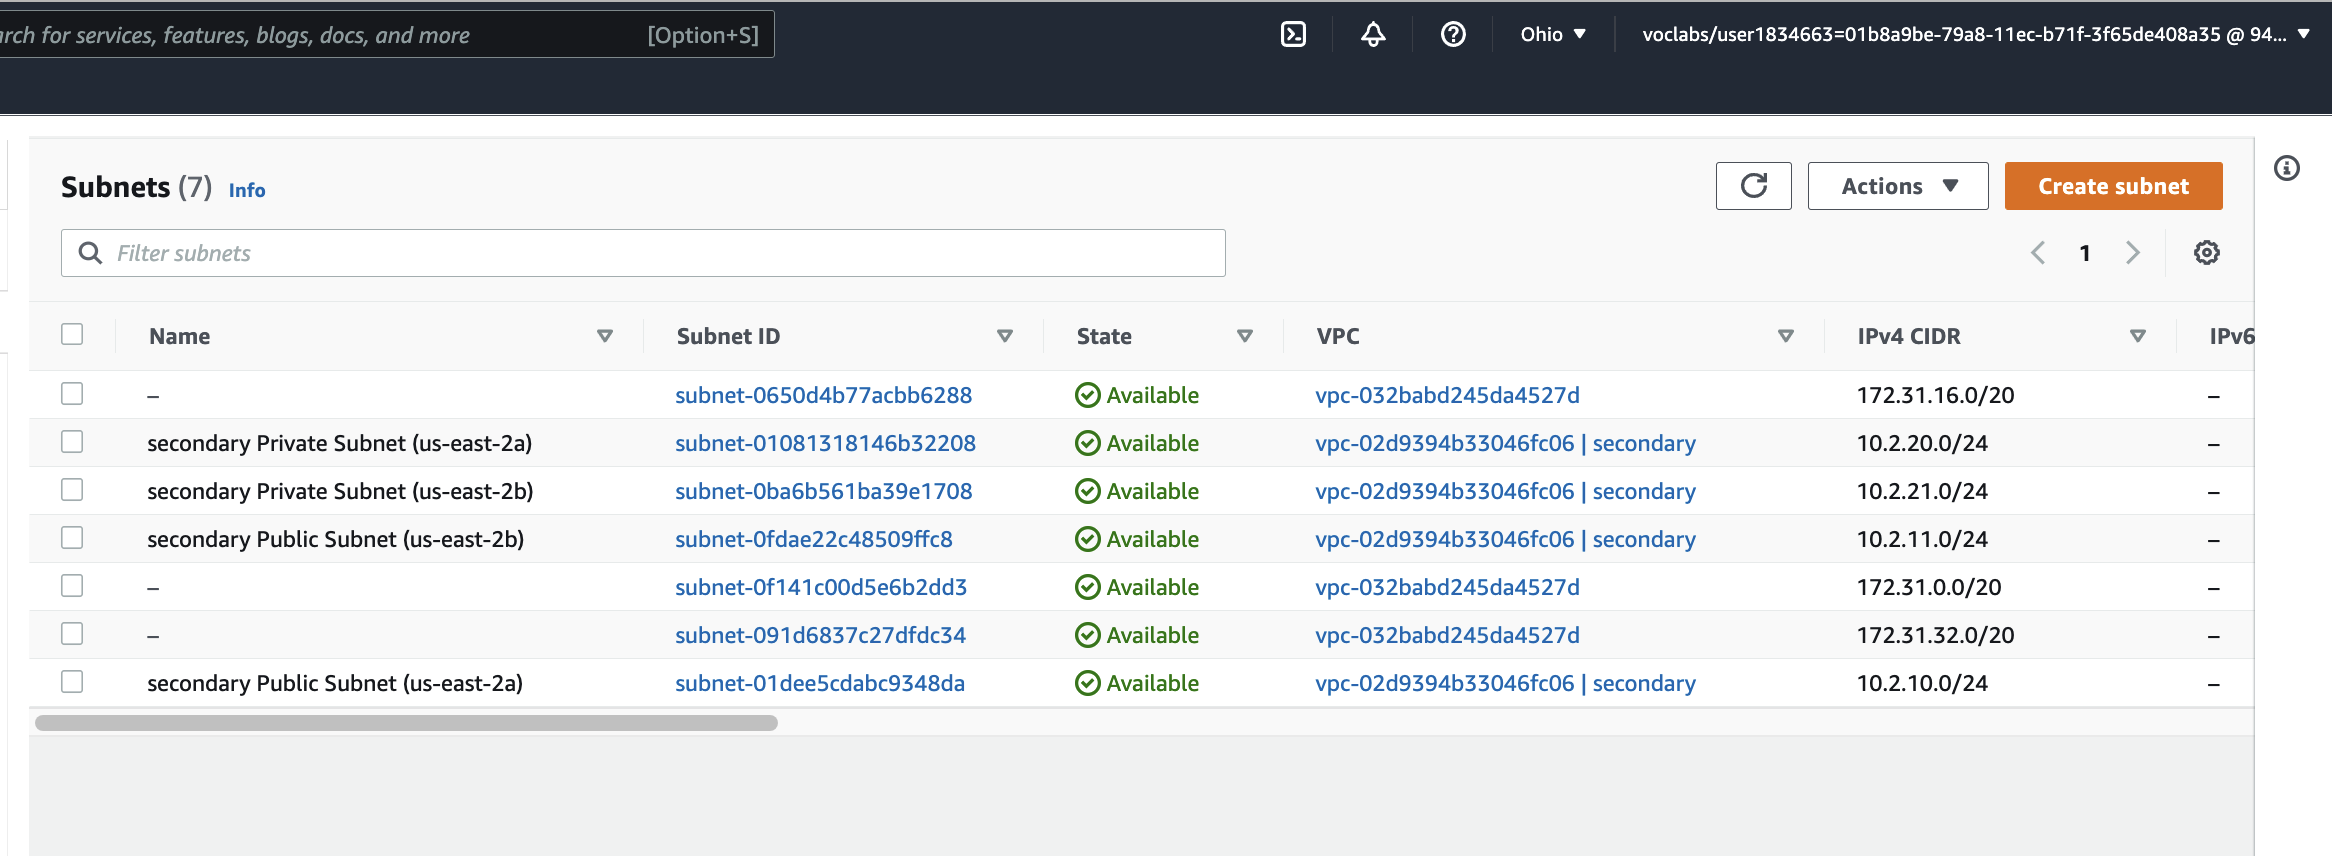 rch for services, features, blogs, docs, and more [Option+S] Ohio voclabs/user1834663=01b8a9be-79a8-11ec-b71f-3f65de408a35 @ 94...
Subnets (7) Info Actions Create subnet
Filter subnets 1
Name Subnet ID State VPC IPv4 CIDR IPv6
– subnet-0650d4b77acbb6288 Available vpc-032babd245da4527d 172.31.16.0/20 –
secondary Private Subnet (us-east-2a) subnet-01081318146b32208 Available vpc-02d9394b33046fc06 | secondary 10.2.20.0/24 –
secondary Private Subnet (us-east-2b) subnet-0ba6b561ba39e1708 Available vpc-02d9394b33046fc06 | secondary 10.2.21.0/24 –
secondary Public Subnet (us-east-2b) subnet-0fdae22c48509ffc8 Available vpc-02d9394b33046fc06 | secondary 10.2.11.0/24 –
– subnet-0f141c00d5e6b2dd3 Available vpc-032babd245da4527d 172.31.0.0/20 –
– subnet-091d6837c27dfdc34 Available vpc-032babd245da4527d 172.31.32.0/20 –
secondary Public Subnet (us-east-2a) subnet-01dee5cdabc9348da Available vpc-02d9394b33046fc06 | secondary 10.2.10.0/24 –